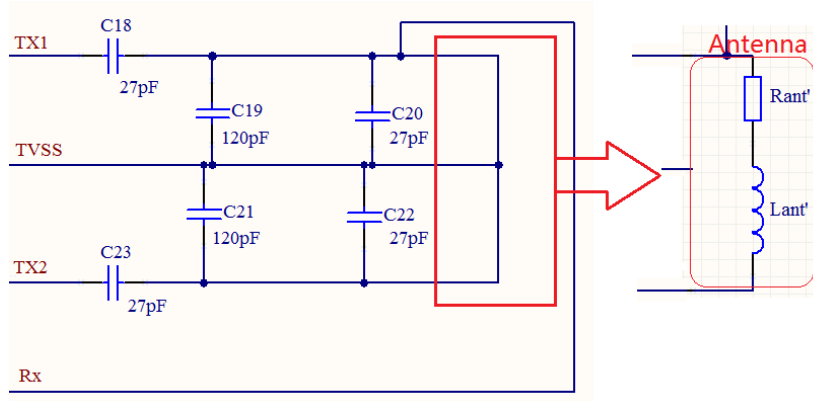 C18
TX1
27pF
C19
120pF
C20
27pF
TVSS
C21
120pF
C22
27pF
C23
TX2
27pF
Rx
Antenna
Rant'
Lant'